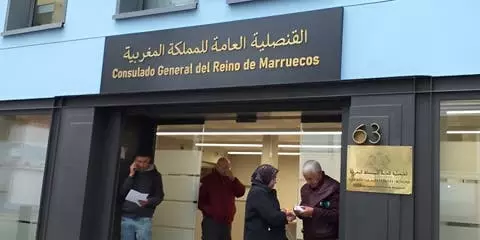 القنصلية العامة للمملكة المغربية
Consulado General del Reino de Marruecos
63